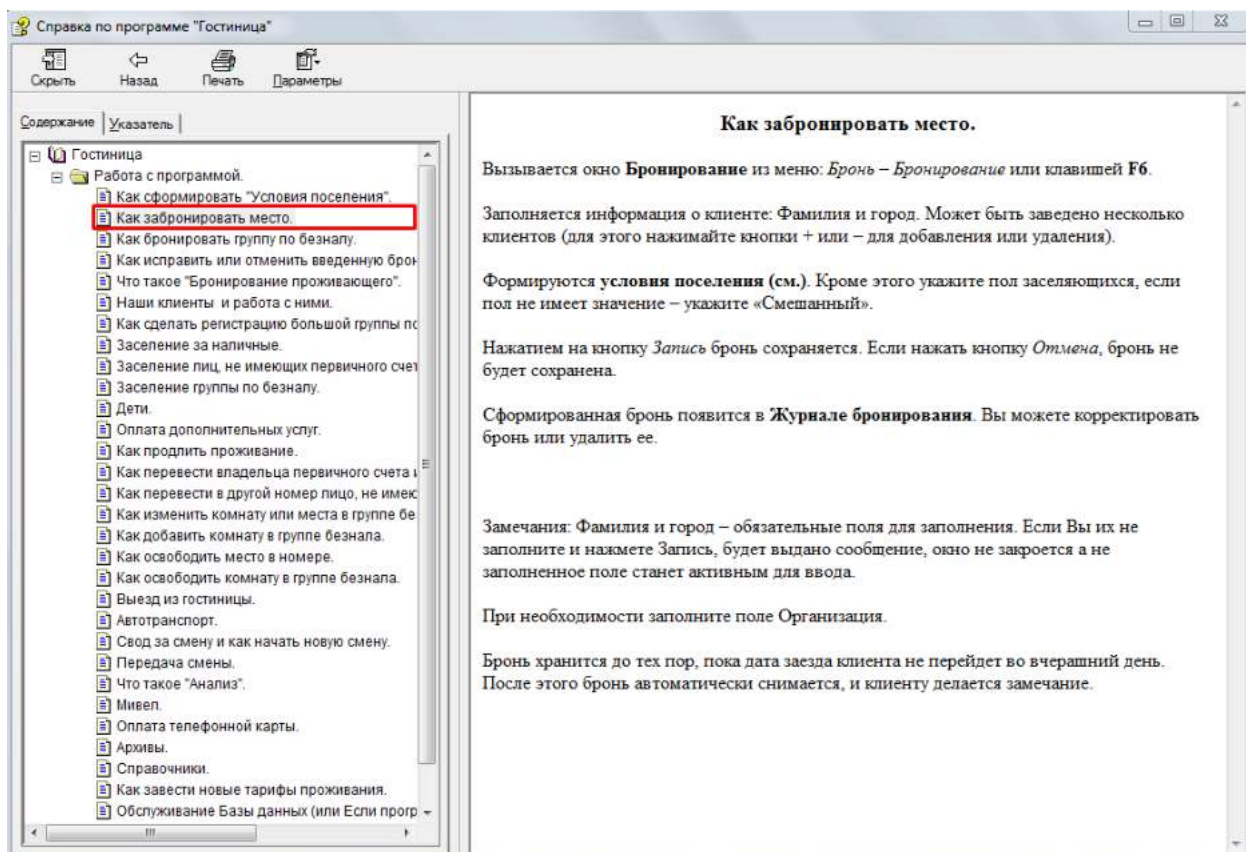 Справка по программе "Гостиница"
Скрыть Назад Печать Параметры
Содержание Указатель
Гостиница
Работа с программой.
Как сформировать "Условия поселения".
Как забронировать место.
Как бронировать группу по безналу.
Как исправить или отменить введенную брон
Что такое "Бронирование проживающего".
Наши клиенты и работа с ними.
Как сделать регистрацию большой группы по
Заселение за наличные.
Заселение лиц, не имеющих первичного счет
Заселение группы по безналу.
Дети.
Оплата дополнительных услуг.
Как продлить проживание.
Как перевести владельца первичного счета и
Как перевести в другой номер лицо, не имею
Как изменить комнату или места в группе бе
Как добавить комнату в группе безнала.
Как освободить место в номере.
Как освободить комнату в группе безнала.
Выезд из гостиницы.
Автотранспорт.
Свод за смену и как начать новую смену.
Передача смены.
Что такое "Анализ".
Мивел.
Оплата телефонной карты.
Архивы.
Справочники.
Как завести новые тарифы проживания.
Обслуживание Базы данных (или Если прогр
Как забронировать место.
Вызывается окно Бронирование из меню: Бронь – Бронирование или клавишей F6.
Заполняется информация о клиенте: Фамилия и город. Может быть заведено несколько
клиентов (для этого нажимайте кнопки + или – для добавления или удаления).
Формируются условия поселения (см.). Кроме этого укажите пол заселяющихся, если
пол не имеет значение – укажите «Смешанный».
Нажатием на кнопку Запись бронь сохраняется. Если нажать кнопку Отмена, бронь не
будет сохранена.
Сформированная бронь появится в Журнале бронирования. Вы можете корректировать
бронь или удалить ее.
Замечания: Фамилия и город – обязательные поля для заполнения. Если Вы их не
заполните и нажмете Запись, будет выдано сообщение, окно не закроется а не
заполненное поле станет активным для ввода.
При необходимости заполните поле Организация.
Бронь хранится до тех пор, пока дата заезда клиента не перейдет во вчерашний день.
После этого бронь автоматически снимается, и клиенту делается замечание.